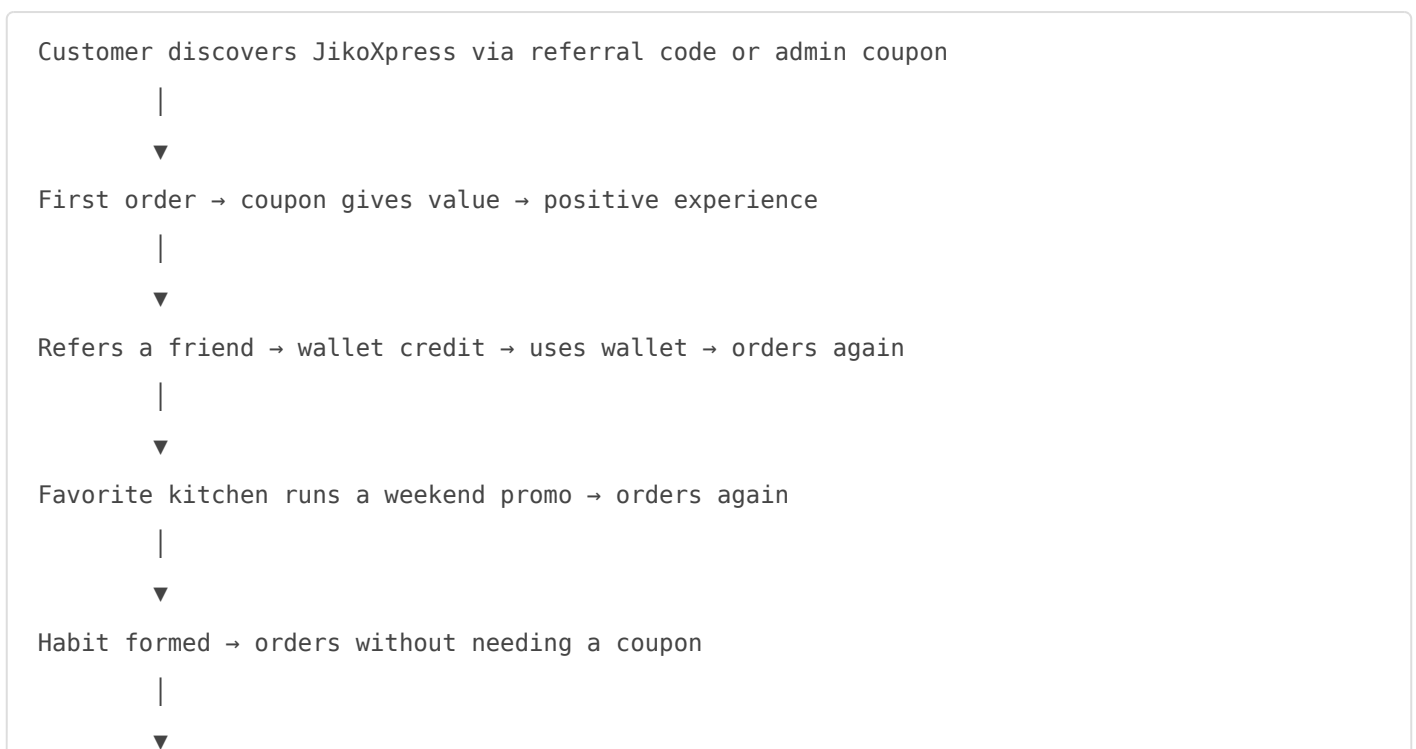 Customer discovers JikoXpress via referral code or admin coupon
│
▼
First order → coupon gives value → positive experience
│
▼
Refers a friend → wallet credit → uses wallet → orders again
│
▼
Favorite kitchen runs a weekend promo → orders again
│
▼
Habit formed → orders without needing a coupon
│
▼